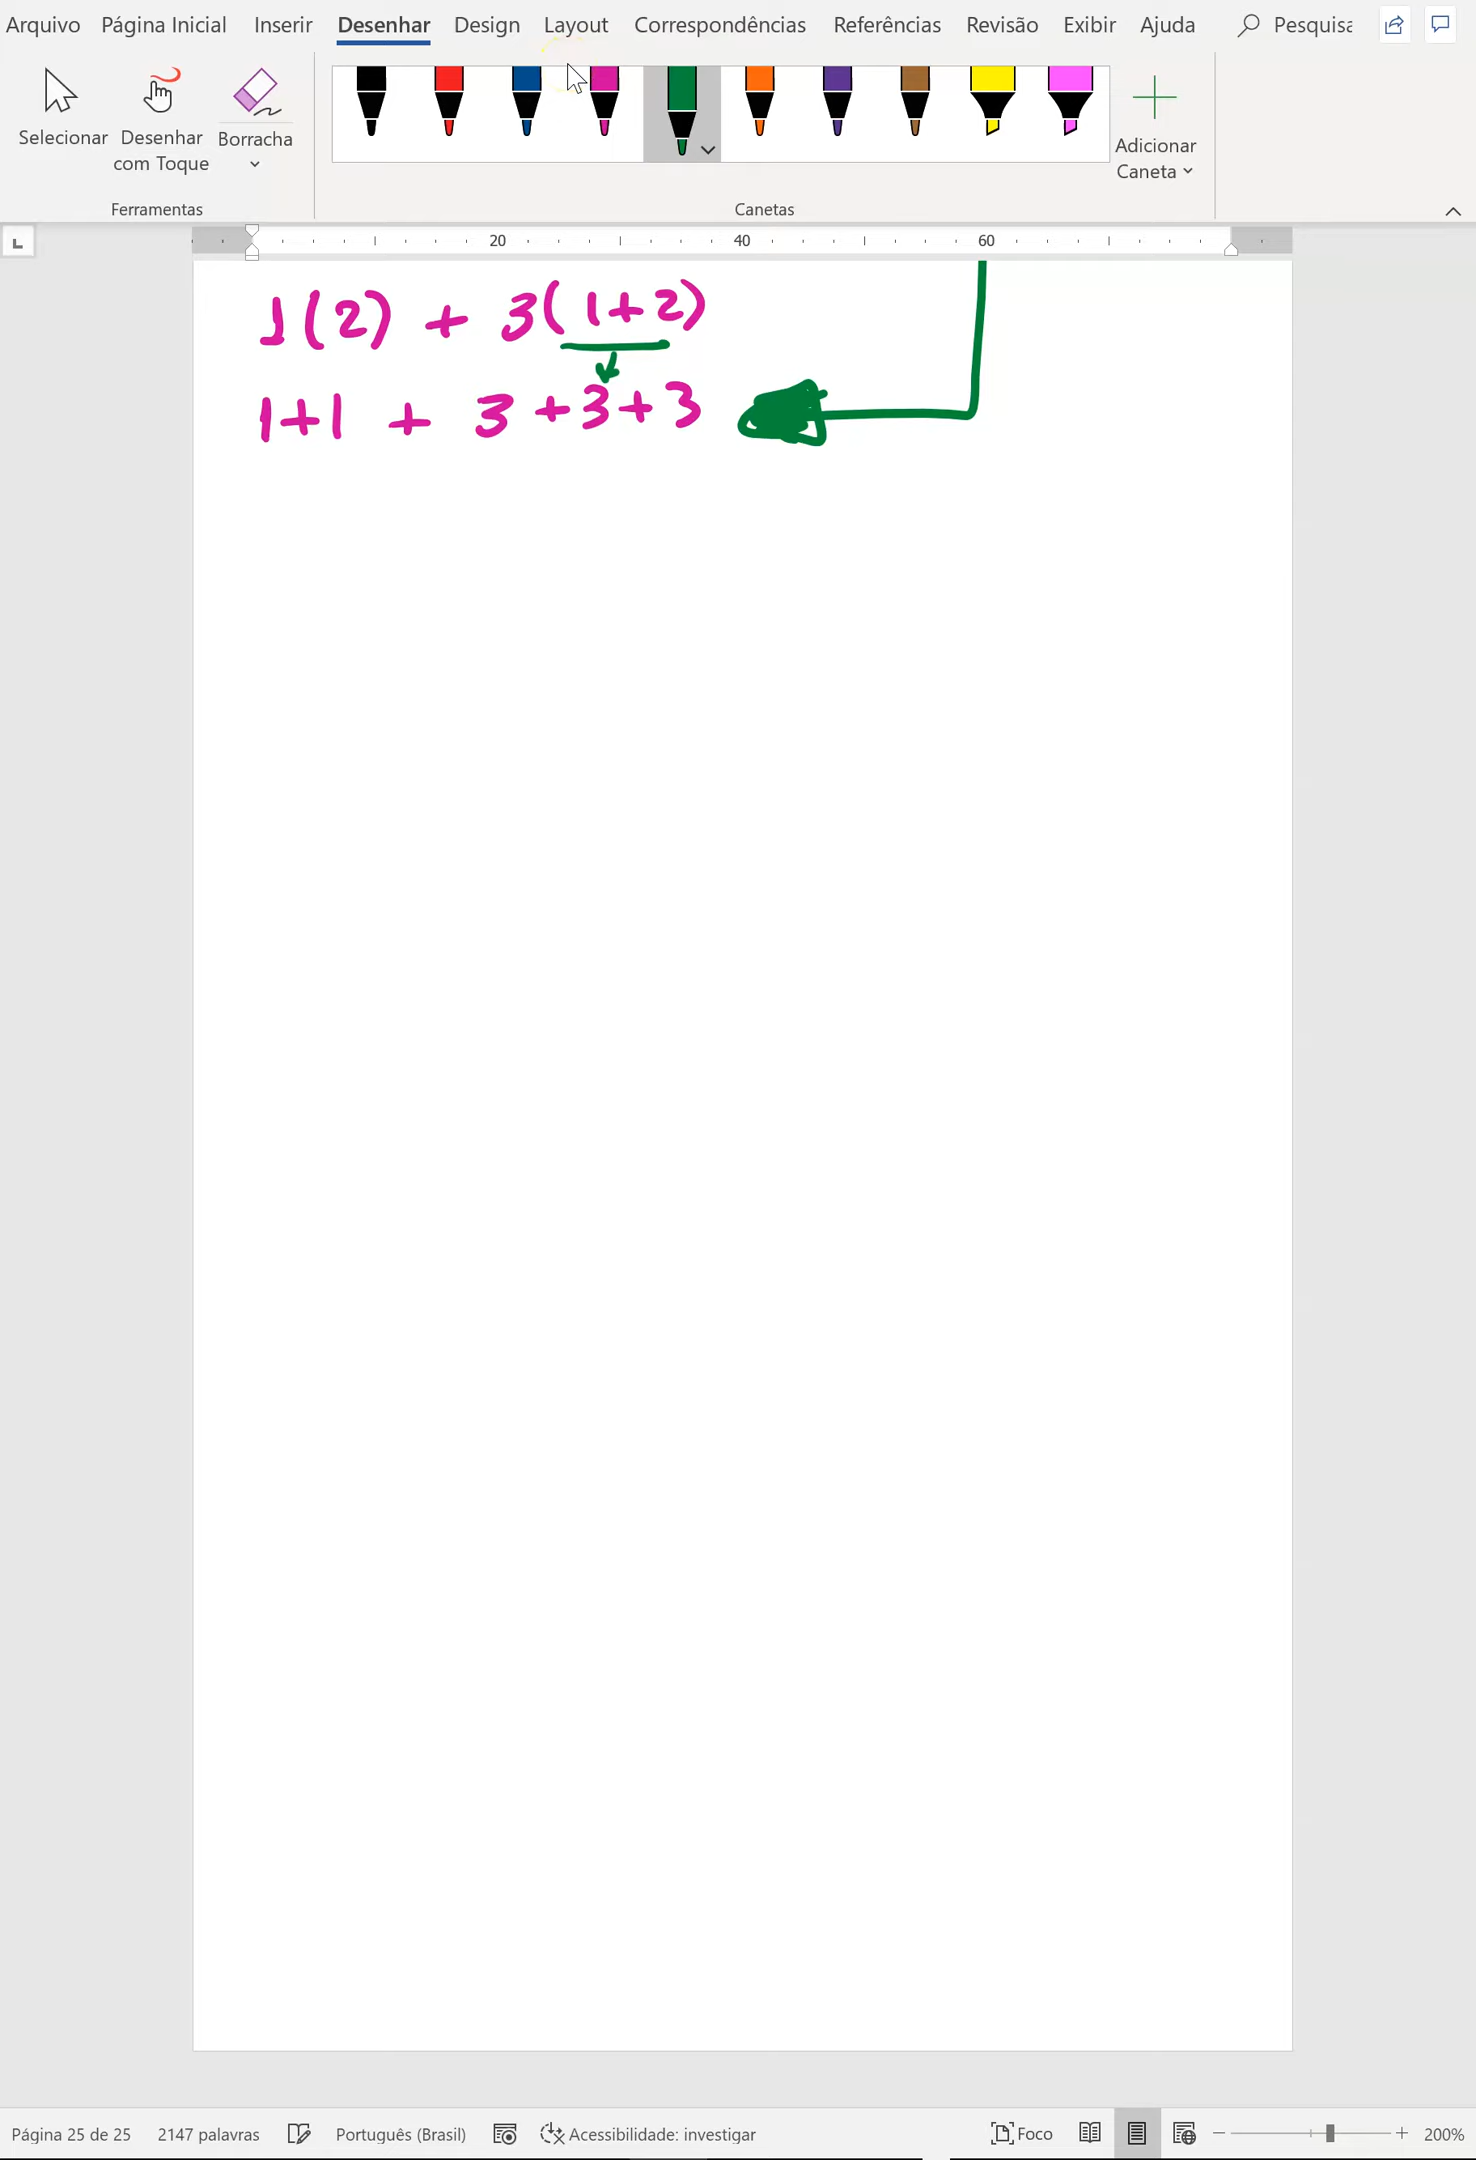 Arquivo Página Inicial Inserir Desenhar Design Layout Correspondências Referências Revisão Exibir Ajuda Pesquisa
Selecionar Desenhar com Toque Borracha Adicionar Caneta
Ferramentas Canetas
20 40 60
1(2) + 3(1+2)
1+1 + 3+3+3
Página 25 de 25 2147 palavras Português (Brasil) Acessibilidade: investigar Foco 200%